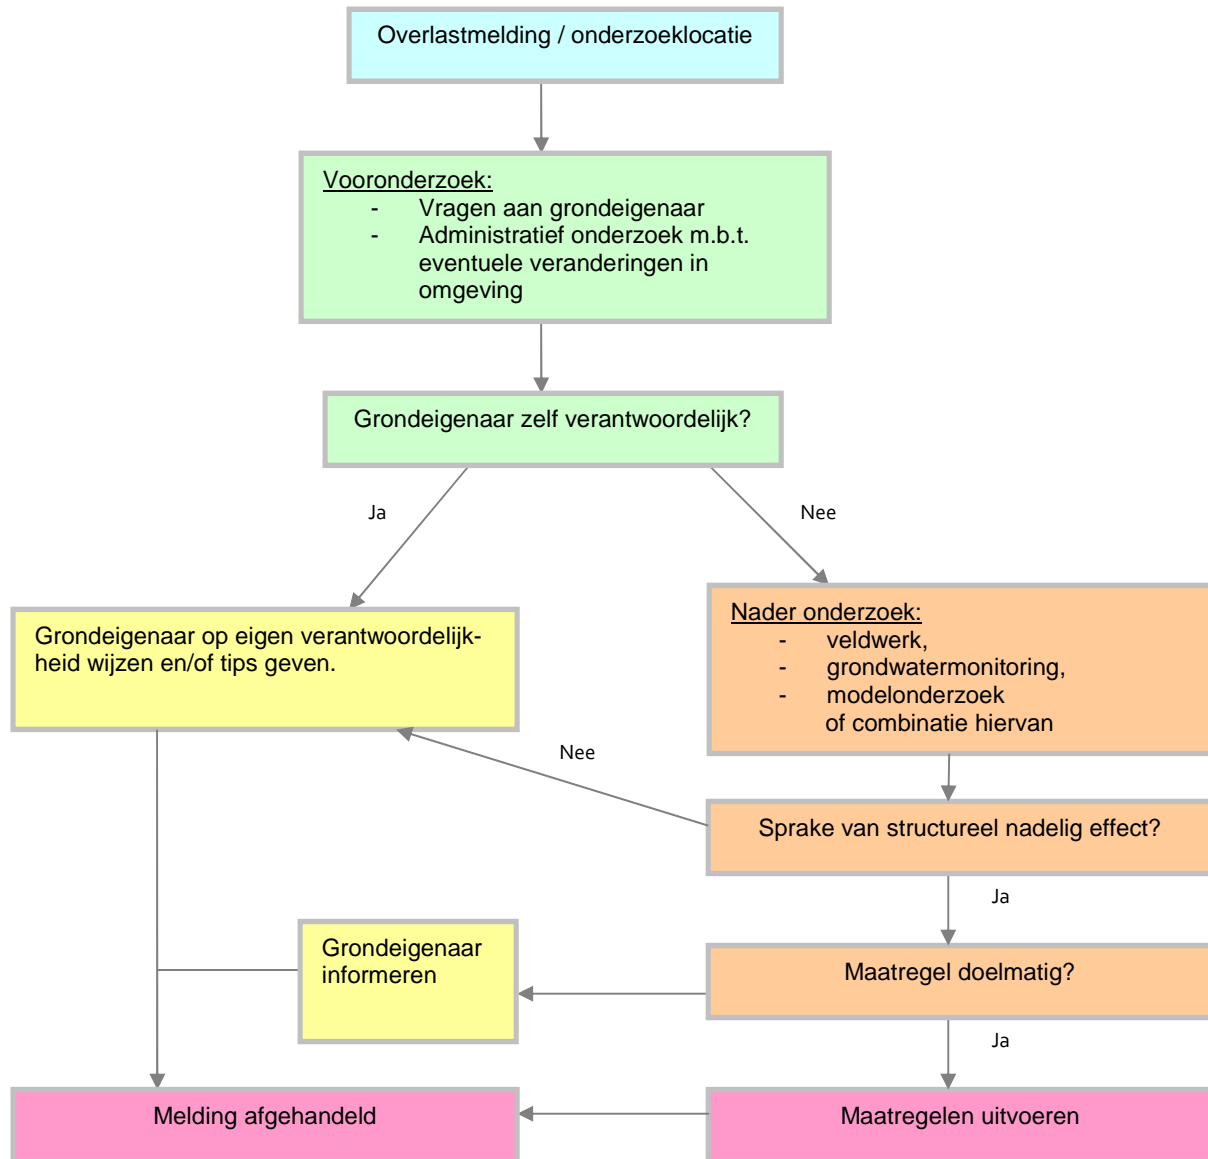 Overlastmelding / onderzoeklocatie
Vooronderzoek:
- Vragen aan grondeigenaar
- Administratief onderzoek m.b.t.
eventuele veranderingen in
omgeving
Grondeigenaar zelf verantwoordelijk?
Ja
Nee
Grondeigenaar op eigen verantwoordelijk-
heid wijzen en/of tips geven.
Nader onderzoek:
- veldwerk,
- grondwatermonitoring,
- modelonderzoek
of combinatie hiervan
Nee
Sprake van structureel nadelig effect?
Ja
Grondeigenaar
informeren
Maatregel doelmatig?
Ja
Melding afgehandeld
Maatregelen uitvoeren